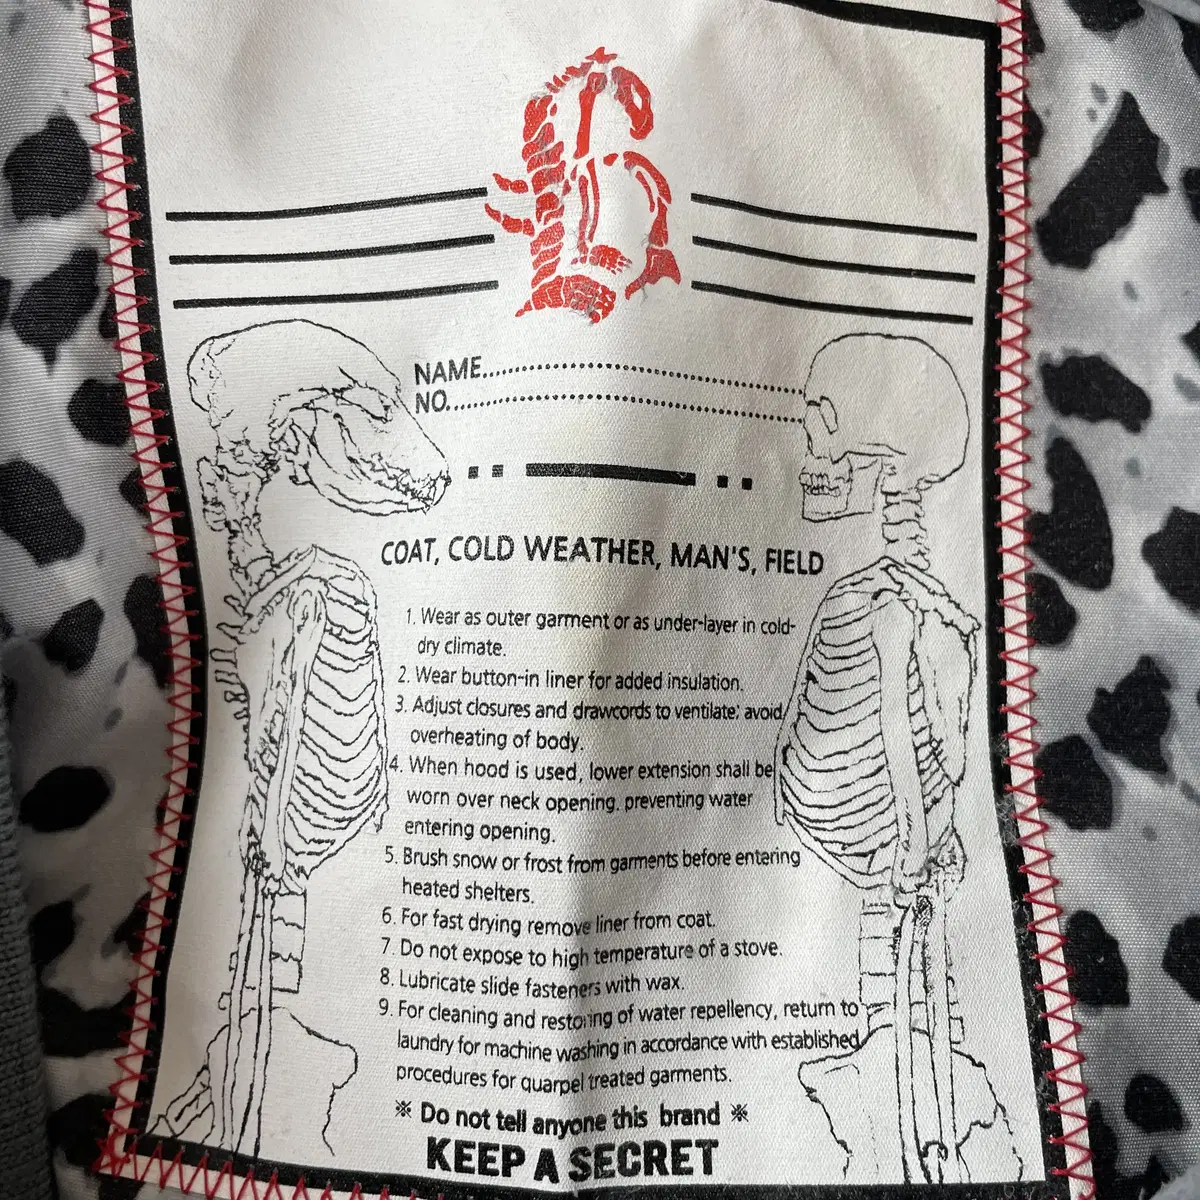 NAME................................................
NO................................................
COAT, COLD WEATHER, MAN'S, FIELD
1. Wear as outer garment or as under-layer in cold-
dry climate.
2. Wear button-in liner for added insulation.
3. Adjust closures and drawcords to ventilate; avoid
overheating of body.
4. When hood is used, lower extension shall be
worn over neck opening. preventing water
entering opening.
5. Brush snow or frost from garments before entering
heated shelters.
6. For fast drying remove liner from coat.
7. Do not expose to high temperature of a stove.
8. Lubricate slide fasteners with wax.
9. For cleaning and restoring of water repellency, return to
laundry for machine washing in accordance with established
procedures for quarpel treated garments.
※ Do not tell anyone this brand ※
KEEP A SECRET